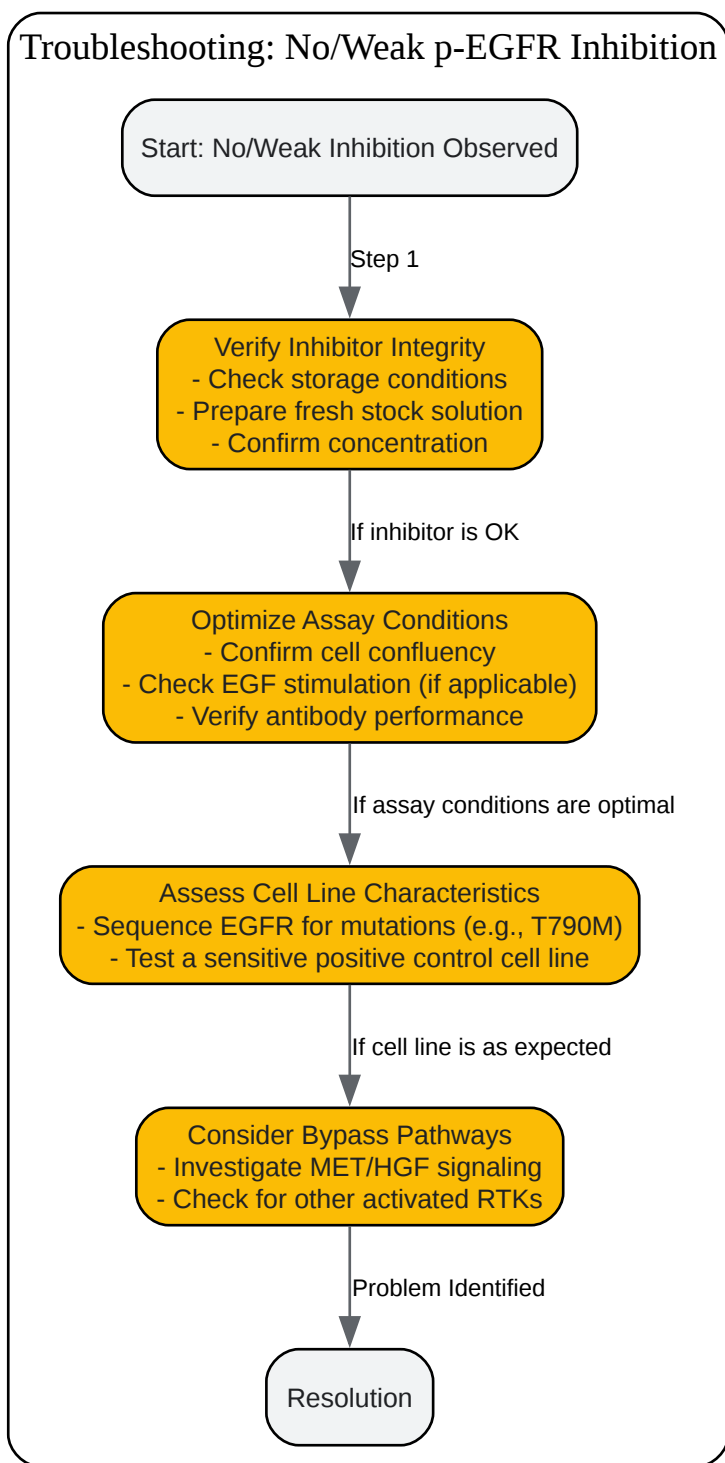 Troubleshooting: No/Weak p-EGFR Inhibition
Start: No/Weak Inhibition Observed
Step 1
Verify Inhibitor Integrity
- Check storage conditions
- Prepare fresh stock solution
- Confirm concentration
If inhibitor is OK
Optimize Assay Conditions
- Confirm cell confluency
- Check EGF stimulation (if applicable)
- Verify antibody performance
If assay conditions are optimal
Assess Cell Line Characteristics
- Sequence EGFR for mutations (e.g., T790M)
- Test a sensitive positive control cell line
If cell line is as expected
Consider Bypass Pathways
- Investigate MET/HGF signaling
- Check for other activated RTKs
Problem Identified
Resolution